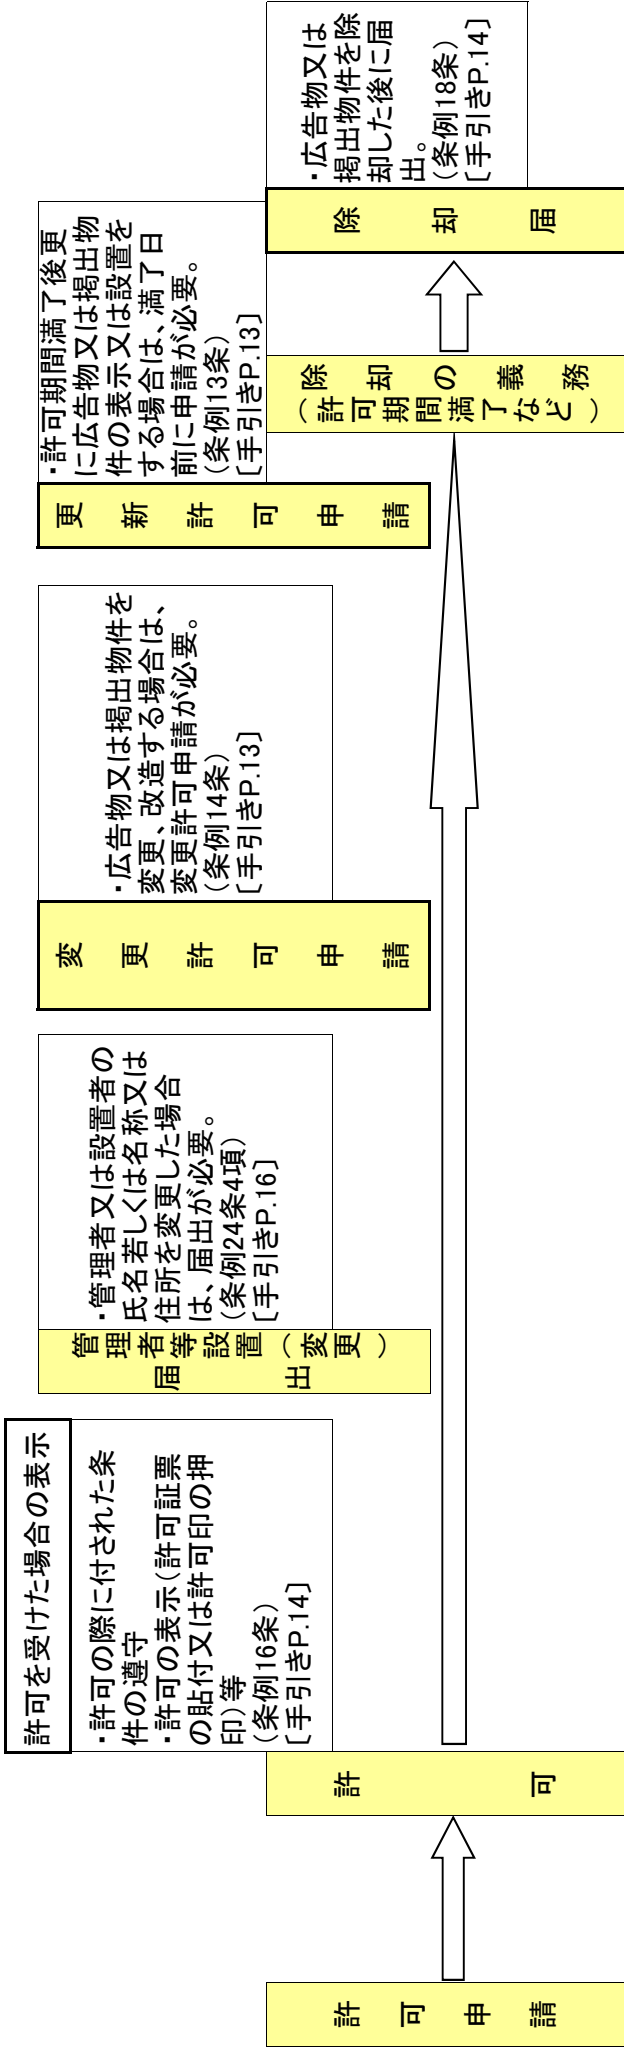 許可申請
許可
許可を受けた場合の表示
・許可の際に付された条
件の遵守
・許可の表示(許可証票
の貼付又は許可印の押
印)等
(条例16条)
[手引きP.14]
管理者等設置(変更)
届出
・管理者又は設置者の
氏名若しくは名称又は
住所を変更した場合
は、届出が必要。
(条例24条4項)
[手引きP.16]
変更許可申請
・広告物又は掲出物件を
変更、改造する場合は、
変更許可申請が必要。
(条例14条)
[手引きP.13]
更新許可申請
・許可期間満了後更
に広告物又は掲出物
件の表示又は設置を
する場合は、満了日
前に申請が必要。
(条例13条)
[手引きP.13]
除却の義務
(許可期間満了など)
除却届
・広告物又は
掲出物件を除
却した後に届
出。
(条例18条)
[手引きP.14]